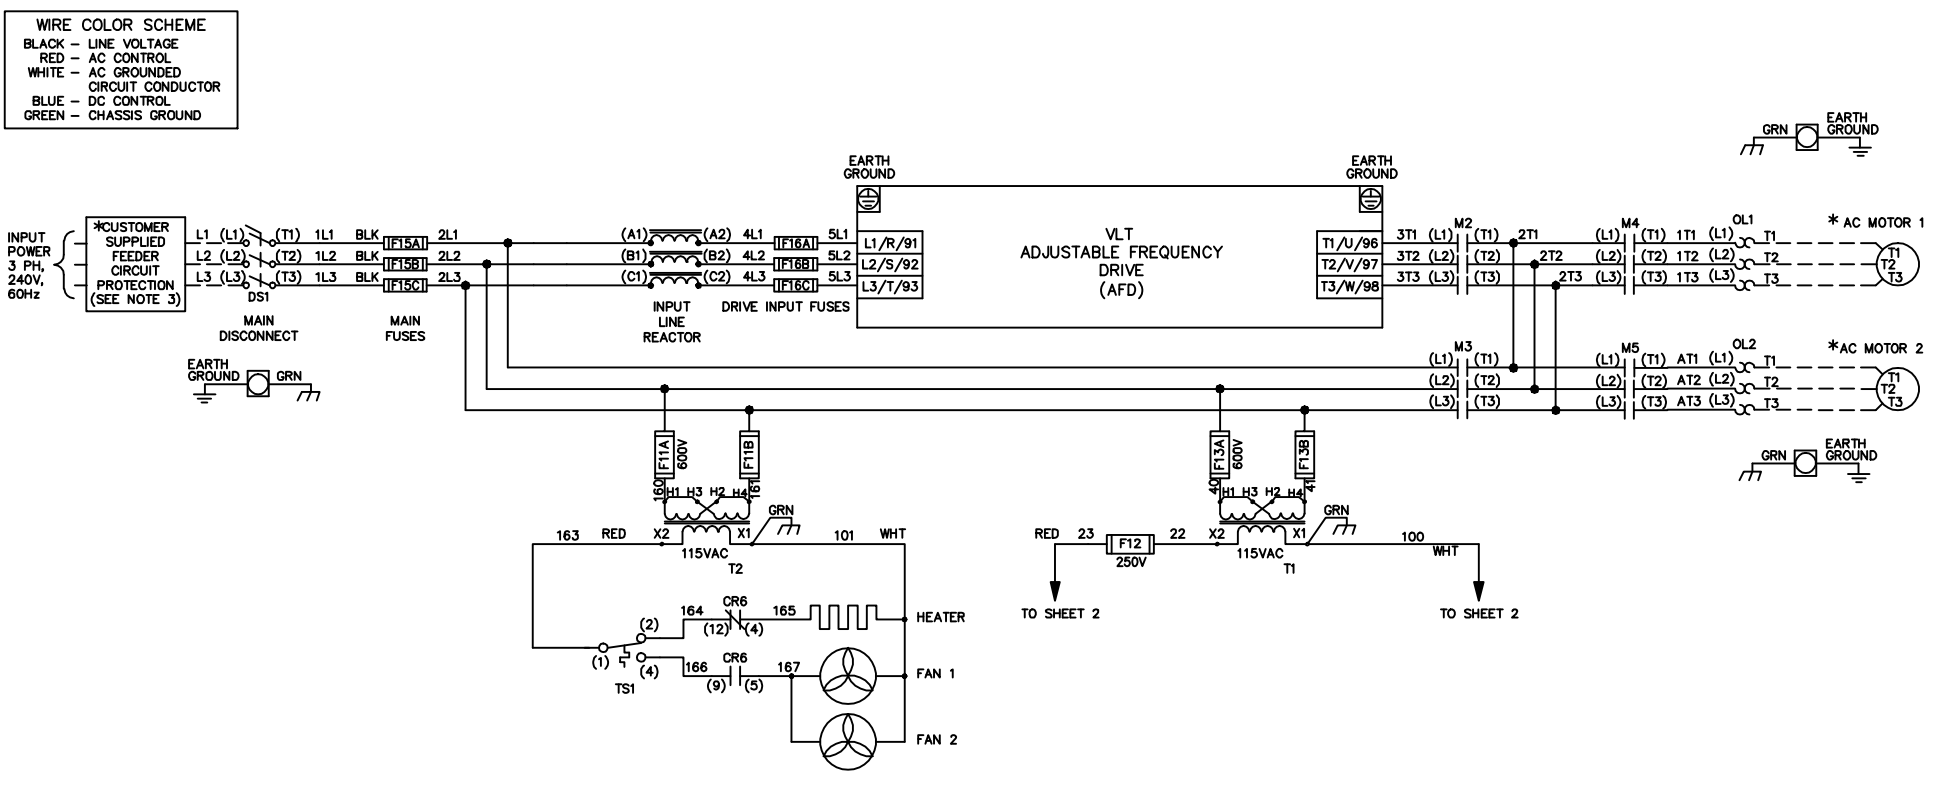 WIRE COLOR SCHEME
BLACK – LINE VOLTAGE
RED – AC CONTROL
WHITE – AC GROUNDED
CIRCUIT CONDUCTOR
BLUE – DC CONTROL
GREEN – CHASSIS GROUND
GRN
EARTH
GROUND
EARTH
GROUND
EARTH
GROUND
INPUT
POWER
3 PH,
240V,
60Hz
*CUSTOMER
SUPPLIED
FEEDER
CIRCUIT
PROTECTION
(SEE NOTE 3)
L1 (L1) (T1) 1L1 BLK F15A 2L1 (A1) (A2) 4L1 F16A 5L1 L1/R/91
L2 (L2) (T2) 1L2 BLK F15B 2L2 (B1) (B2) 4L2 F16B 5L2 L2/S/92
L3 (L3) (T3) 1L3 BLK F15C 2L3 (C1) (C2) 4L3 F16C 5L3 L3/T/93
DS1
MAIN
DISCONNECT
MAIN
FUSES
INPUT
LINE
REACTOR
DRIVE INPUT FUSES
VLT
ADJUSTABLE FREQUENCY
DRIVE
(AFD)
M2 M4 OL1 * AC MOTOR 1
T1/U/96 3T1 (L1) (T1) 2T1 (L1) (T1) 1T1 (L1) T1 T1
T2/V/97 3T2 (L2) (T2) 2T2 (L2) (T2) 1T2 (L2) T2 T2
T3/W/98 3T3 (L3) (T3) 2T3 (L3) (T3) 1T3 (L3) T3 T3
EARTH
GROUND
GRN
M3 M5 OL2 *AC MOTOR 2
(L1) (T1) (L1) (T1) AT1 (L1) T1 T1
(L2) (T2) (L2) (T2) AT2 (L2) T2 T2
(L3) (T3) (L3) (T3) AT3 (L3) T3 T3
GRN
EARTH
GROUND
F11A
600V
F11B
160
161
H1 H3 H2 H4
GRN
163 RED X2 X1 101 WHT
115VAC
T2
F13A
600V
F13B
40
41
H1 H3 H2 H4
GRN
RED 23 F12 22 X2 X1 100
WHT
250V
115VAC
T1
TO SHEET 2
TO SHEET 2
CR6
164 165 HEATER
(12) (4)
(2)
(1)
(4)
TS1
CR6
166 167 FAN 1
(9) (5)
FAN 2